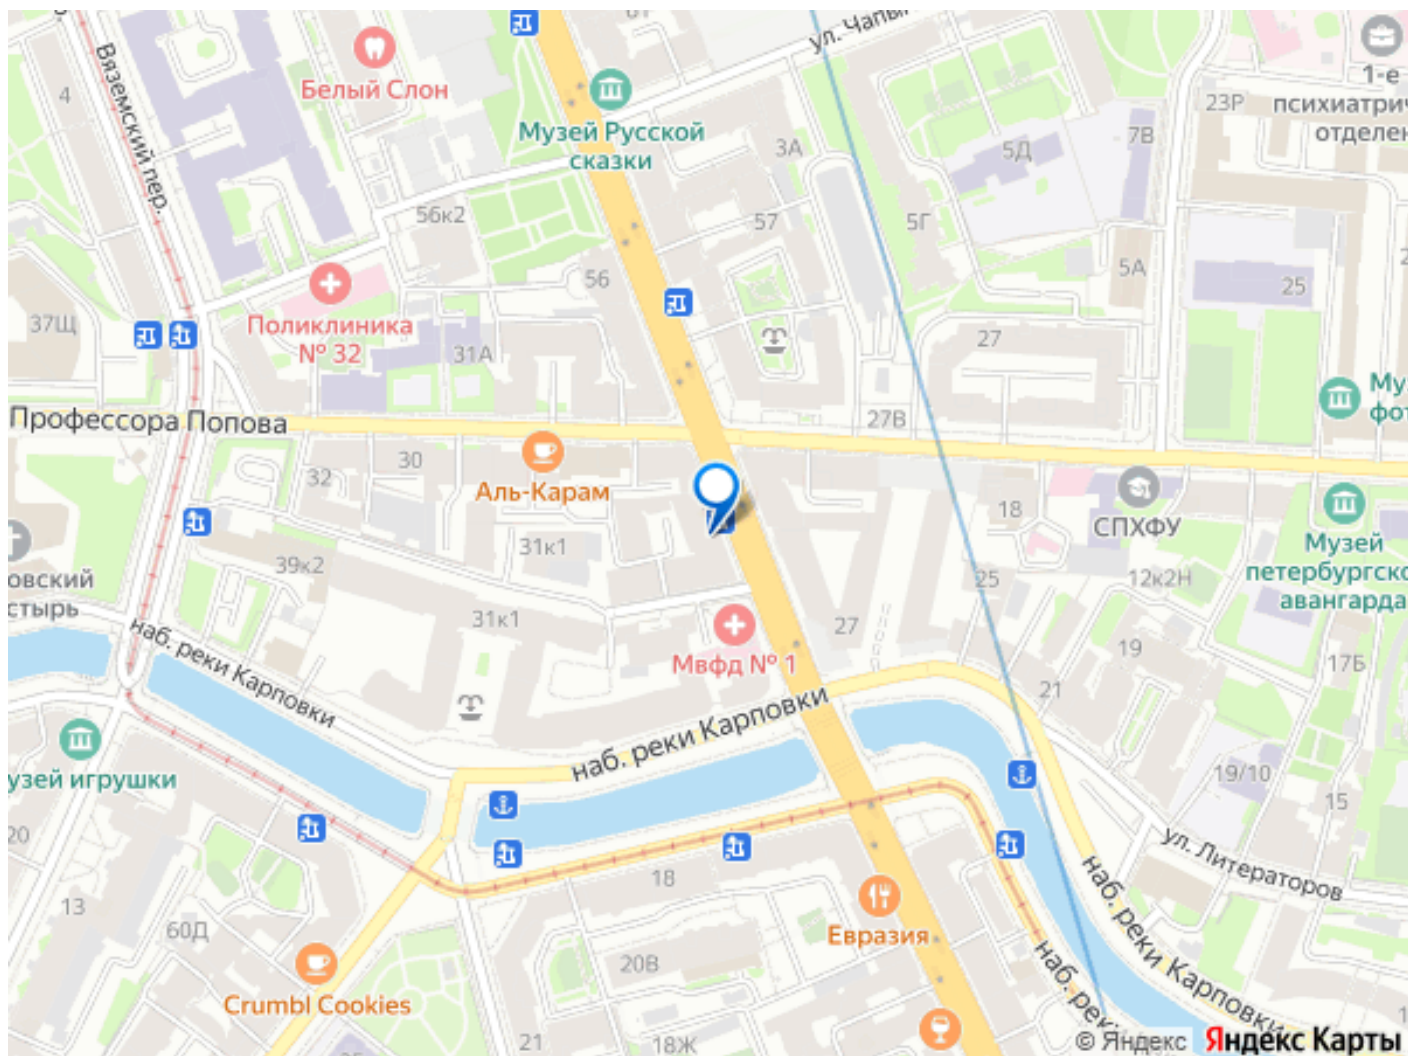 ул. Чапы
61
Вяземский пер.
4
Белый Слон
Музей Русской
сказки
3А
5Д
7В
23Р
1-е
психиатрич
отделен
56к2
57
5Г
56
5А
25
37Щ
Поликлиника
№ 32
31А
27
27В
Му
фот
Профессора Попова
32
30
Аль-Карам
31к1
18
СПХФУ
Музей
петербургско
авангарда
39к2
25
12к2Н
овский
стырь
31к1
27
19
17Б
Мвфд № 1
21
наб. реки Карповки
наб. реки Карповки
узей игрушки
19/10
15
20
ул. Литераторов
18
13
60Д
Евразия
наб. реки Карповки
20В
Crumbl Cookies
наб. реки
21
18Ж
© Яндекс Яндекс Карты